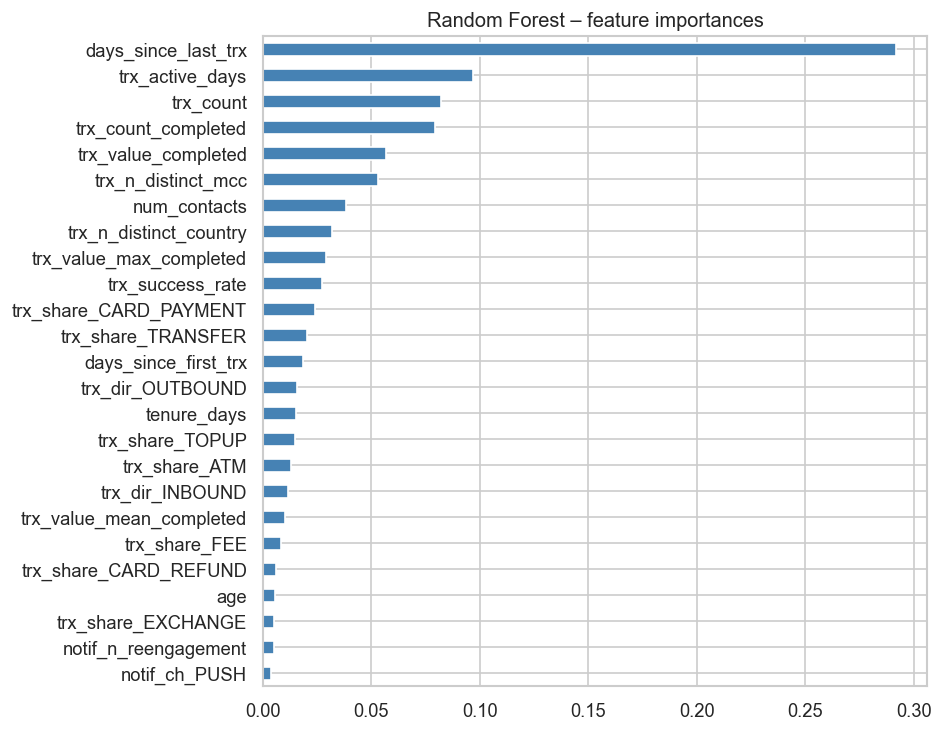 Random Forest – feature importances
days_since_last_trx
trx_active_days
trx_count
trx_count_completed
trx_value_completed
trx_n_distinct_mcc
num_contacts
trx_n_distinct_country
trx_value_max_completed
trx_success_rate
trx_share_CARD_PAYMENT
trx_share_TRANSFER
days_since_first_trx
trx_dir_OUTBOUND
tenure_days
trx_share_TOPUP
trx_share_ATM
trx_dir_INBOUND
trx_value_mean_completed
trx_share_FEE
trx_share_CARD_REFUND
age
trx_share_EXCHANGE
notif_n_reengagement
notif_ch_PUSH
0.00 0.05 0.10 0.15 0.20 0.25 0.30